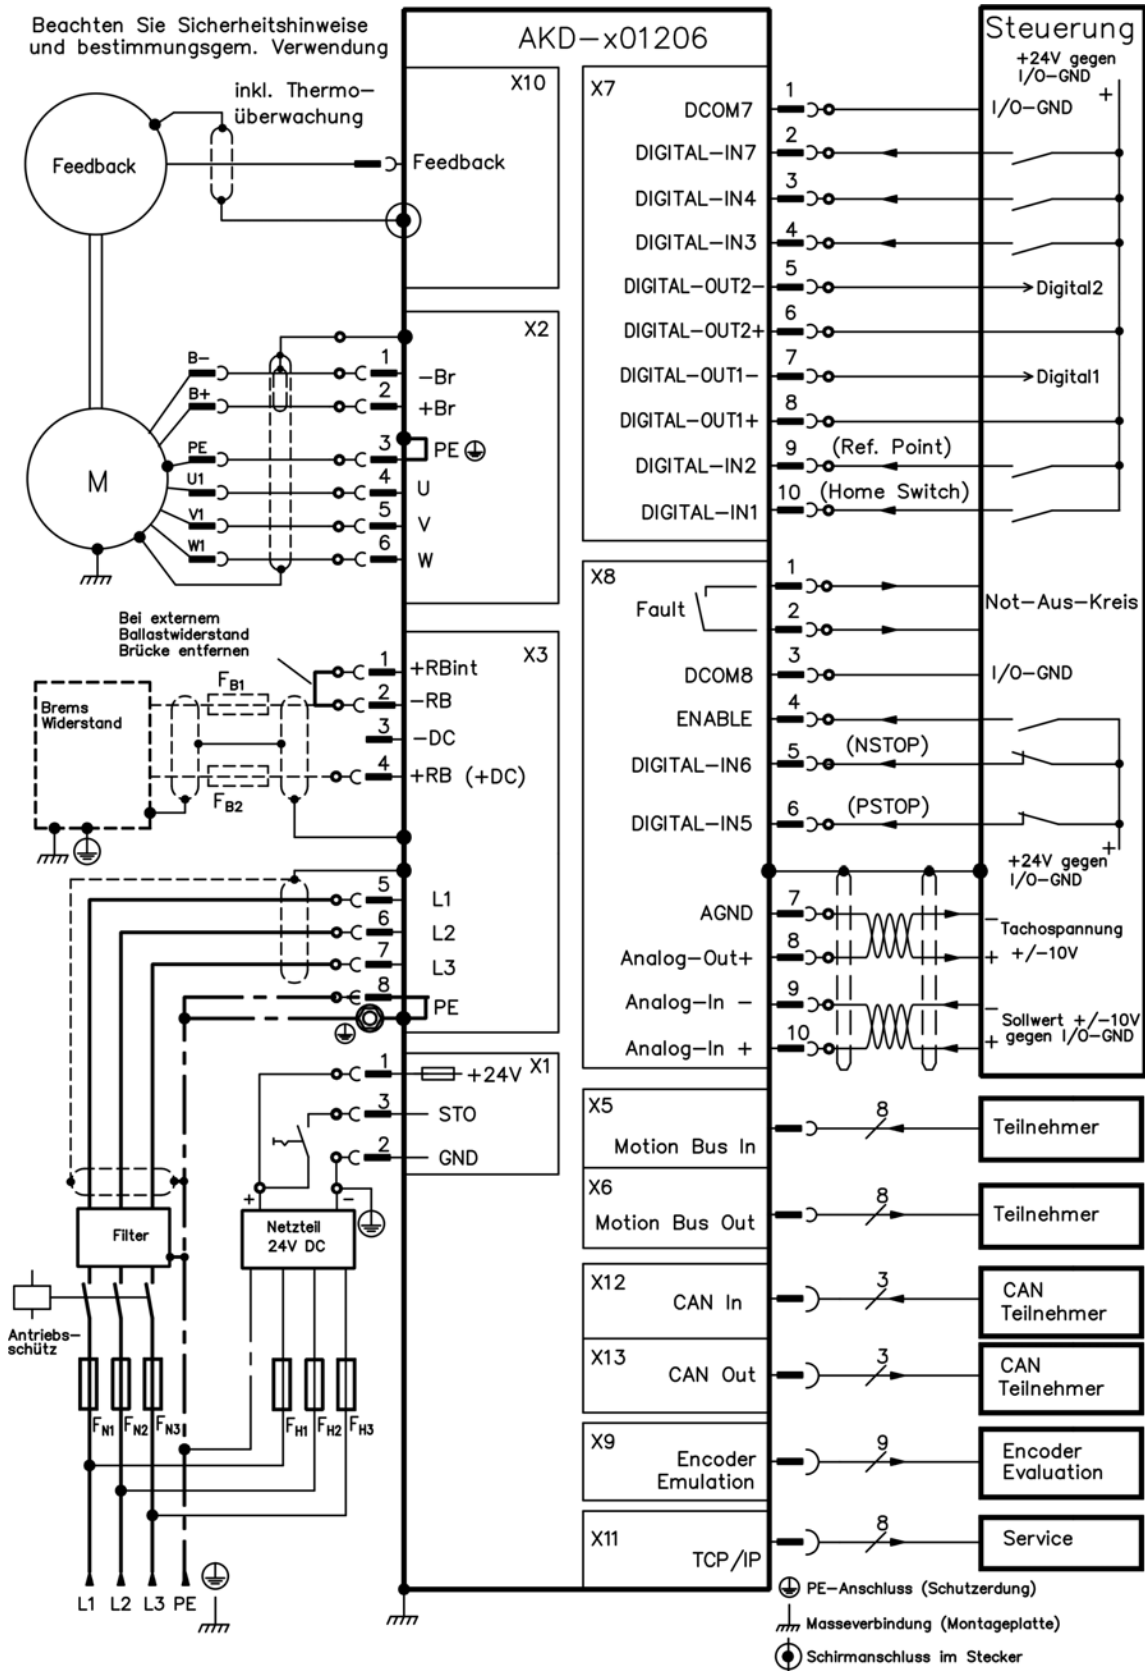 Beachten Sie Sicherheitshinweise
und bestimmungsgem. Verwendung
AKD-x01206
Steuerung
inkl. Thermo-
überwachung
Feedback
X10
Feedback
X2
B-
1
-Br
B+
2
+Br
PE
3
PE
M
U1
4
U
V1
5
V
W1
6
W
Bei externem
Ballastwiderstand
Brücke entfernen
X3
Brems
Widerstand
FB1
FB2
1
+RBint
2
-RB
3
-DC
4
+RB (+DC)
5
L1
6
L2
7
L3
8
PE
X1
1
+24V
3
STO
2
GND
+
-
Filter
Netzteil
24V DC
Antriebs-
schütz
FN1
FN2
FN3
FH1
FH2
FH3
L1 L2 L3 PE
X7
+24V gegen
I/O-GND
+
DCOM7
1
I/O-GND
DIGITAL-IN7
2
DIGITAL-IN4
3
DIGITAL-IN3
4
DIGITAL-OUT2-
5
Digital2
DIGITAL-OUT2+
6
DIGITAL-OUT1-
7
Digital1
DIGITAL-OUT1+
8
DIGITAL-IN2
9
(Ref. Point)
DIGITAL-IN1
10
(Home Switch)
X8
Fault
1
2
Not-Aus-Kreis
DCOM8
3
I/O-GND
ENABLE
4
DIGITAL-IN6
5
(NSTOP)
DIGITAL-IN5
6
(PSTOP)
+
+24V gegen
I/O-GND
AGND
7
-
Tachospannung
Analog-Out+
8
+
+/-10V
Analog-In -
9
-
Sollwert +/-10V
gegen I/O-GND
Analog-In +
10
+
X5
Motion Bus In
8
Teilnehmer
X6
Motion Bus Out
8
Teilnehmer
X12
CAN In
3
CAN
Teilnehmer
X13
CAN Out
3
CAN
Teilnehmer
X9
Encoder
Emulation
9
Encoder
Evaluation
X11
TCP/IP
8
Service
PE-Anschluss (Schutzerdung)
Masseverbindung (Montageplatte)
Schirmanschluss im Stecker